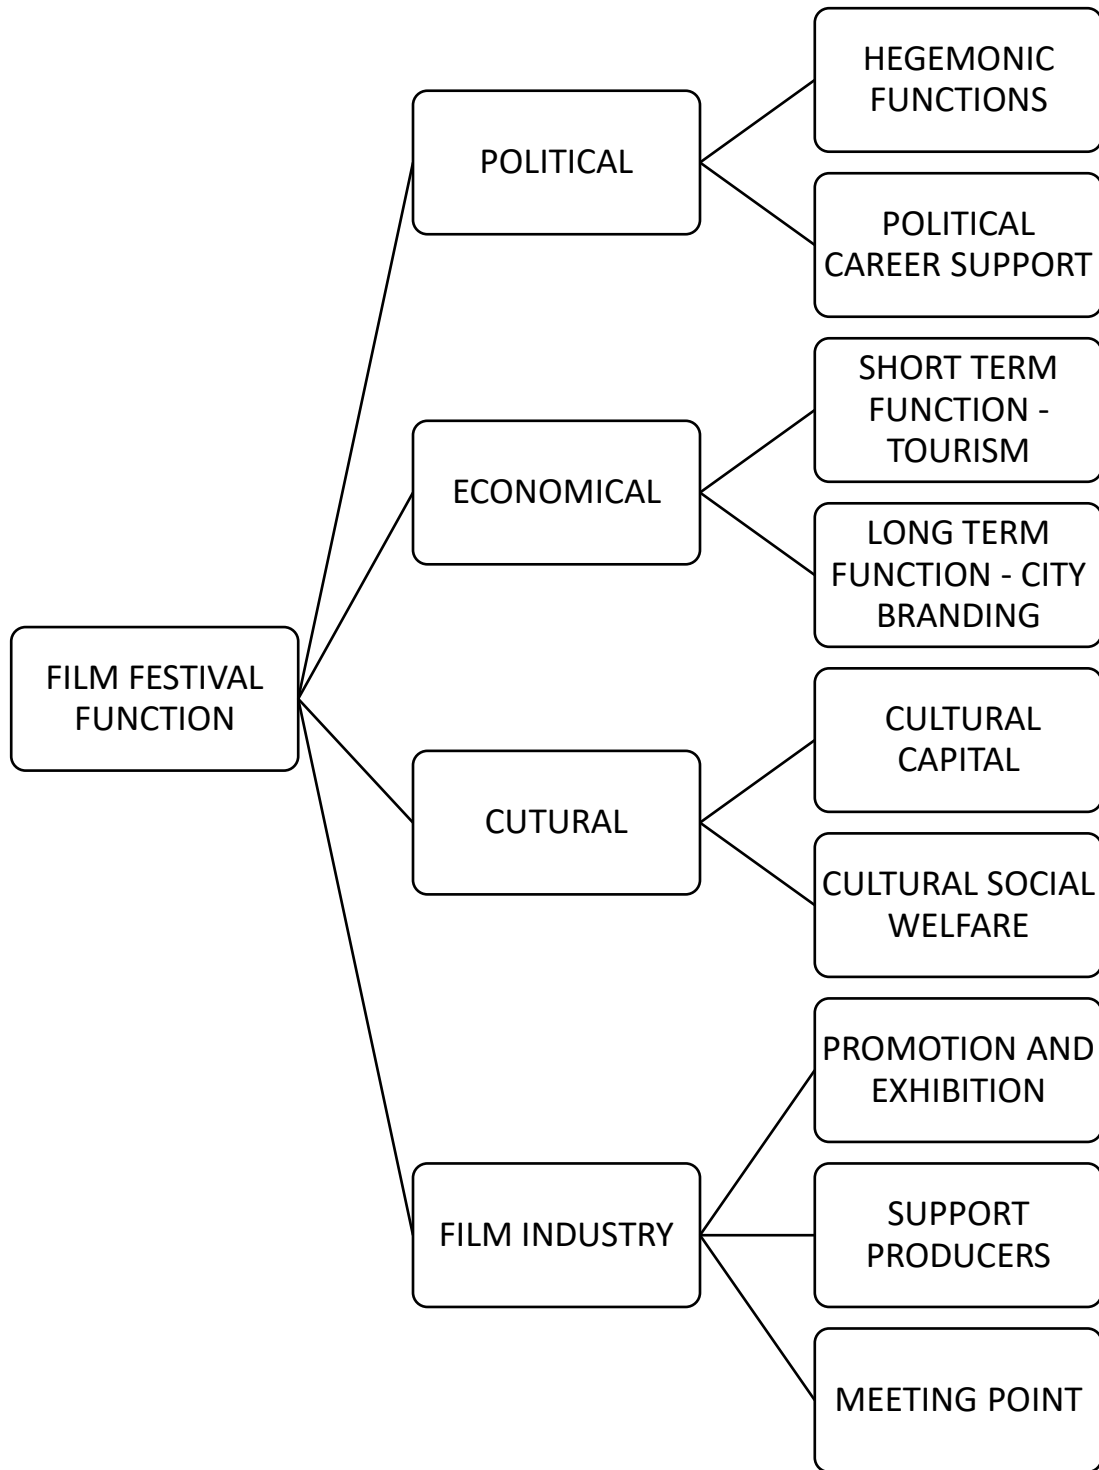 FILM FESTIVAL
FUNCTION
POLITICAL
HEGEMONIC
FUNCTIONS
POLITICAL
CAREER SUPPORT
ECONOMICAL
SHORT TERM
FUNCTION -
TOURISM
LONG TERM
FUNCTION - CITY
BRANDING
CUTURAL
CULTURAL
CAPITAL
CULTURAL SOCIAL
WELFARE
FILM INDUSTRY
PROMOTION AND
EXHIBITION
SUPPORT
PRODUCERS
MEETING POINT